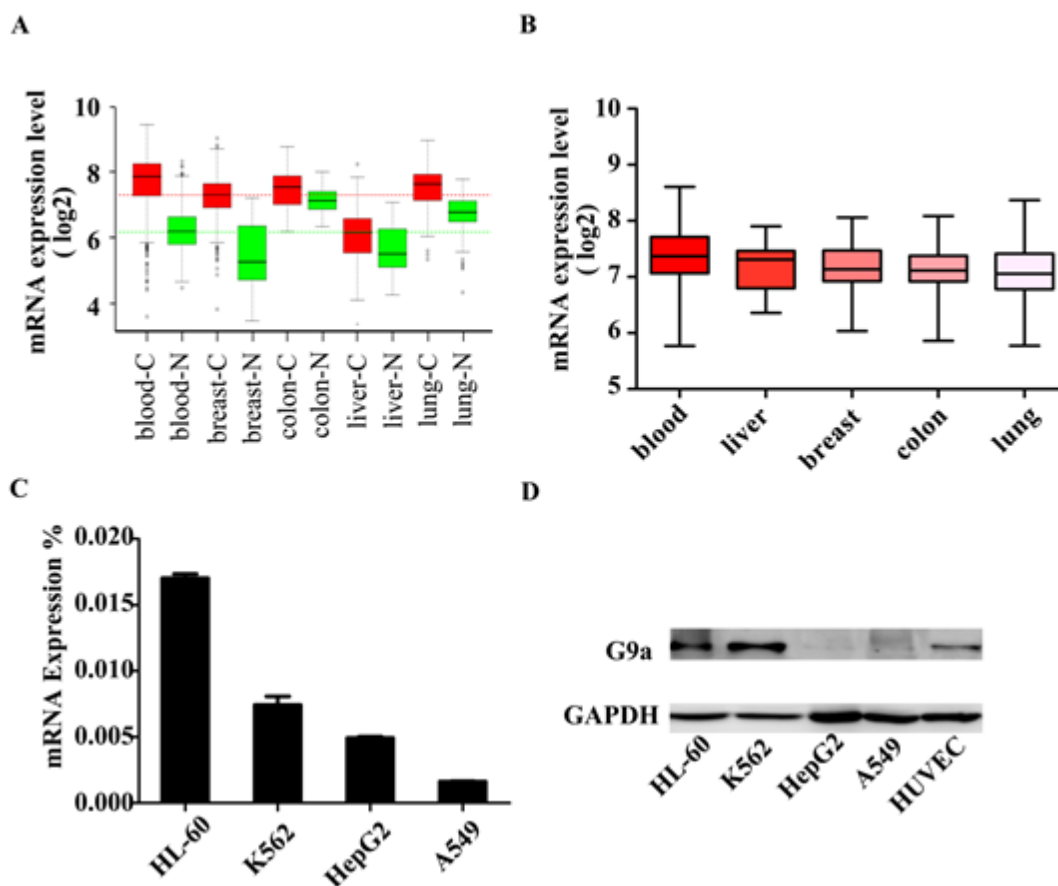 A
mRNA expression level
( log2)
10
8
6
4
blood-C
blood-N
breast-C
breast-N
colon-C
colon-N
liver-C
liver-N
lung-C
lung-N
B
mRNA expression level
( log2)
10
9
8
7
6
5
blood
liver
breast
colon
lung
C
mRNA Expression %
0.020
0.015
0.010
0.005
0.000
HL-60
K562
HepG2
A549
D
G9a
GAPDH
HL-60
K562
HepG2
A549
HUVEC